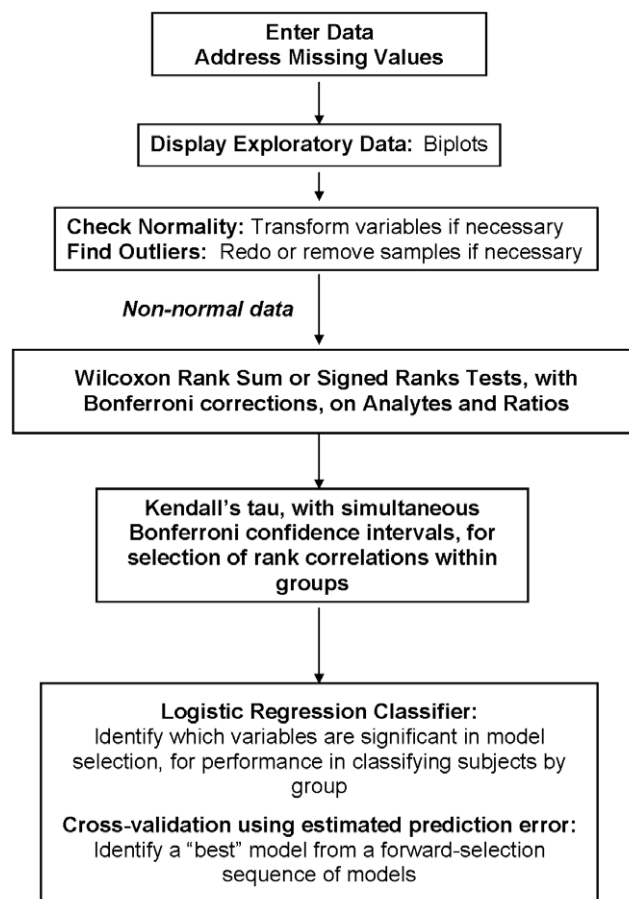 Enter Data
Address Missing Values
Display Exploratory Data: Biplots
Check Normality: Transform variables if necessary
Find Outliers: Redo or remove samples if necessary
Non-normal data
Wilcoxon Rank Sum or Signed Ranks Tests, with
Bonferroni corrections, on Analytes and Ratios
Kendall's tau, with simultaneous
Bonferroni confidence intervals, for
selection of rank correlations within
groups
Logistic Regression Classifier:
Identify which variables are significant in model
selection, for performance in classifying subjects by
group
Cross-validation using estimated prediction error:
Identify a “best” model from a forward-selection
sequence of models